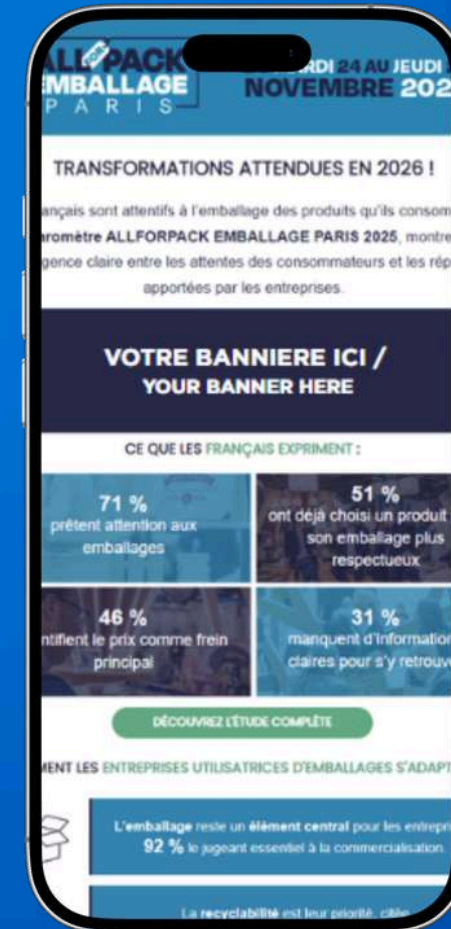 ALL PACK
EMBALLAGE
PARIS
RDI 24 AU JEUDI
NOVEMBRE 202
TRANSFORMATIONS ATTENDUES EN 2026 !
ançais sont attentifs à l'emballage des produits qu'ils consom
aromètre ALLFORPACK EMBALLAGE PARIS 2025, montre
gence claire entre les attentes des consommateurs et les rép
apportées par les entreprises.
VOTRE BANNIERE ICI /
YOUR BANNER HERE
CE QUE LES FRANÇAIS EXPRIMENT :
71 %
prêtent attention aux
emballages
51 %
ont déjà choisi un produit
son emballage plus
respectueux
46 %
ntifient le prix comme frein
principal
31 %
manquent d'information
claires pour s'y retrouve
DÉCOUVREZ L'ÉTUDE COMPLÈTE
MENT LES ENTREPRISES UTILISATRICES D'EMBALLAGES S'ADAPT
L'emballage reste un élément central pour les entrepri
92 % le jugeant essentiel à la commercialisation.
La recyclabilité est leur priorité, citée